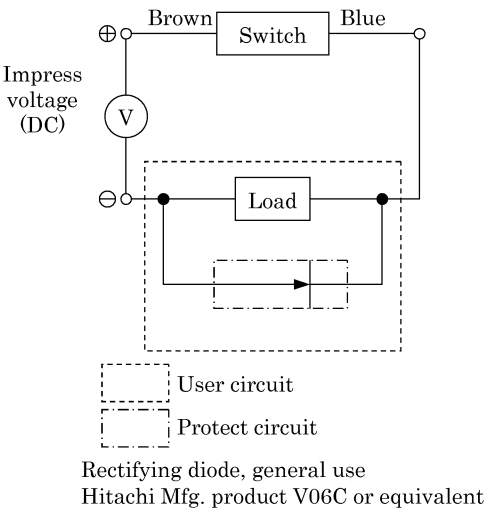 Brown
Blue
⊕
Switch
Impress
voltage
(DC)
V
⊖
Load
User circuit
Protect circuit
Rectifying diode, general use
Hitachi Mfg. product V06C or equivalent